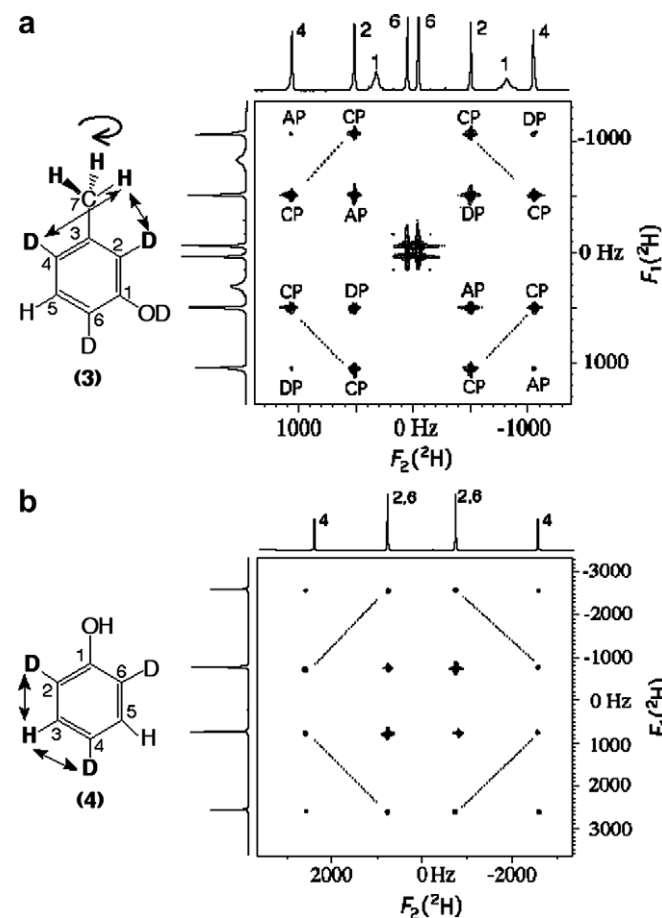 a
4 2 1 6 6 2 1 4
AP CP CP DP
CP AP DP CP
CP DP AP CP
DP CP CP AP
-1000
0 Hz
1000
F1(2H)
1000 0 Hz -1000
F2(2H)
H
H H
7C
D 3 2 D
4
H 5 6 1 OD
D
(3)
b
4 2,6 2,6 4
-3000
-2000
-1000
0 Hz
1000
2000
3000
F1(2H)
2000 0 Hz -2000
F2(2H)
OH
D 1 6 D
2
H 3 4 5 H
D
(4)